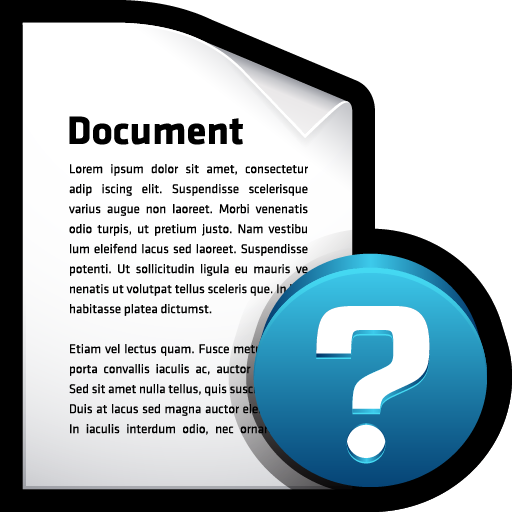 Document
Lorem ipsum dolor sit amet, consectetur
adip iscing elit. Suspendisse scelerisque
varius augue non laoreet. Morbi venenatis
odio turpis, ut pretium justo. Nam vestibu
lum eleifend lacus sed laoreet. Suspendisse
potenti. Ut sollicitudin ligula eu mauris ve
nenatis ut volutpat tellus sceleris que. In
habitasse platea dictumst.
Etiam vel lectus quam. Fusce
porta convallis iaculis ac, auctor
Sed sit amet nulla tellus, quis
Duis at lacus sed magna auctor
In iaculis interdum odio, nec
?